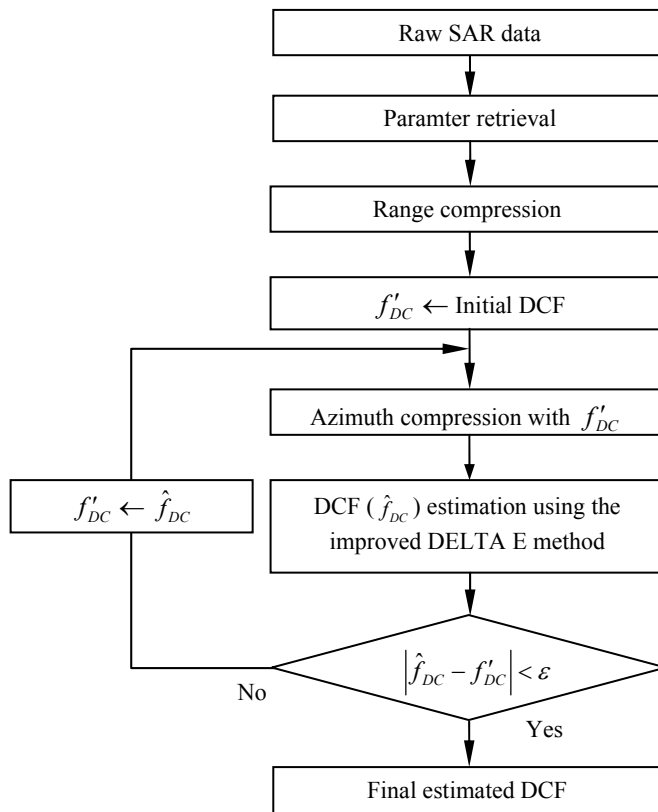 Raw SAR data
Paramter retrieval
Range compression
f′_DC ← Initial DCF
Azimuth compression with f′_DC
f′_DC ← f̂_DC
DCF ( f̂_DC ) estimation using the
improved DELTA E method
|f̂_DC − f′_DC| < ε
No
Yes
Final estimated DCF